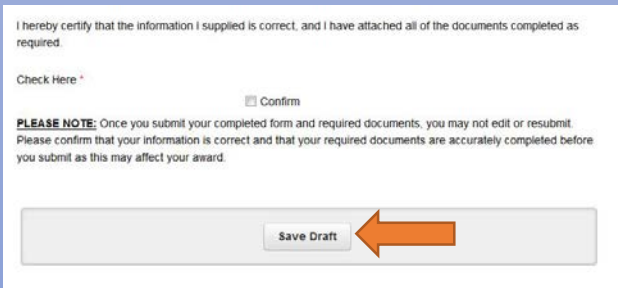 I hereby certify that the information I supplied is correct, and I have attached all of the documents completed as
required.
Check Here *
Confirm
PLEASE NOTE: Once you submit your completed form and required documents, you may not edit or resubmit.
Please confirm that your information is correct and that your required documents are accurately completed before
you submit as this may affect your award.
Save Draft